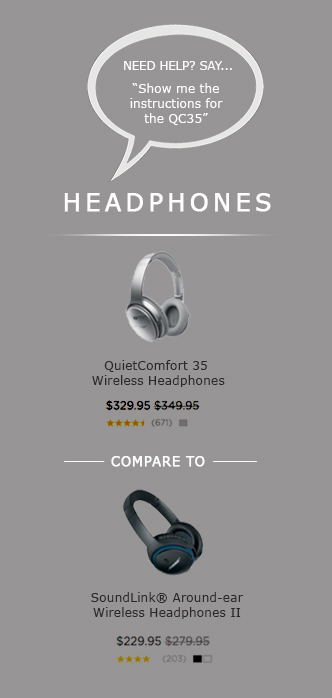 NEED HELP? SAY...
“Show me the
instructions for
the QC35”
HEADPHONES
QuietComfort 35
Wireless Headphones
$329.95 $349.95
(671)
COMPARE TO
SoundLink® Around-ear
Wireless Headphones II
$229.95 $279.95
(203)